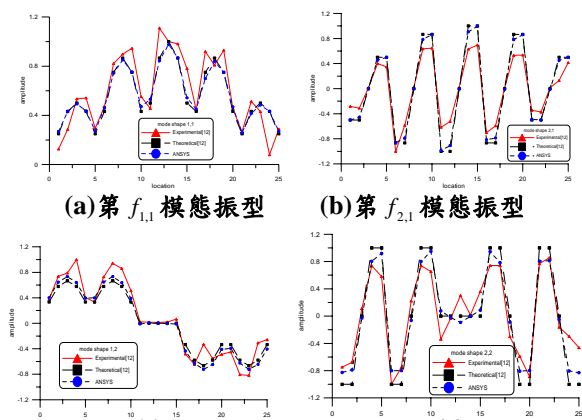 1.2
0.8
0.4
0
amplitude
mode shape 1,1
Experimental[12]
Theoretical[12]
ANSYS
0 5 10 15 20 25
location
(a)第 f1,1 模態振型
1.2
0.8
0.4
0
-0.4
-0.8
-1.2
amplitude
mode shape 2,1
Experimental[12]
Theoretical[12]
ANSYS
0 5 10 15 20 25
location
(b)第 f2,1 模態振型
1.2
0.8
0.4
0
-0.4
-0.8
-1.2
amplitude
mode shape 1,2
Experimental[12]
Theoretical[12]
ANSYS
0 5 10 15 20 25
1.2
0.8
0.4
0
-0.4
-0.8
-1.2
amplitude
mode shape 2,2
Experimental[12]
Theoretical[12]
ANSYS
0 5 10 15 20 25